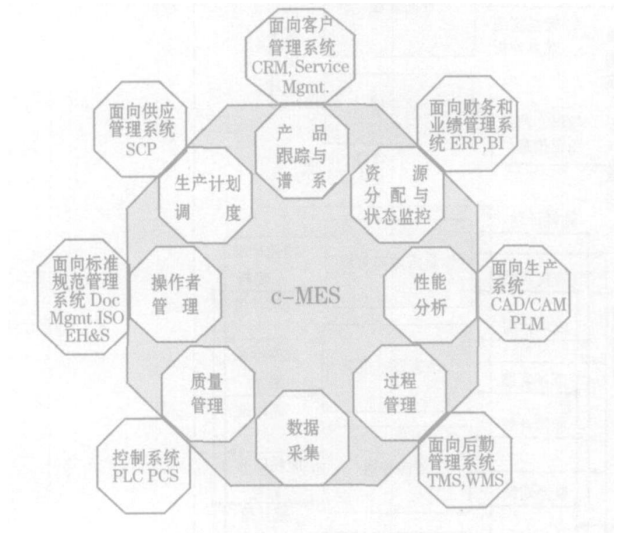 面向客户
管理系统
CRM, Service
Mgmt.
面向供应
管理系统
SCP
面向财务和
业绩管理系
统 ERP,BI
产 品
跟踪与
谱 系
生产计划
调 度
资 源
分 配 与
状态监控
面向标准
规范管理
系统 Doc
Mgmt.ISO
EH&S
操作者
管 理
c-MES
性能
分析
面向生产
系统
CAD/CAM
PLM
质量
管理
过程
管理
数据
采集
控制系统
PLC PCS
面向后勤
管理系统
TMS,WMS